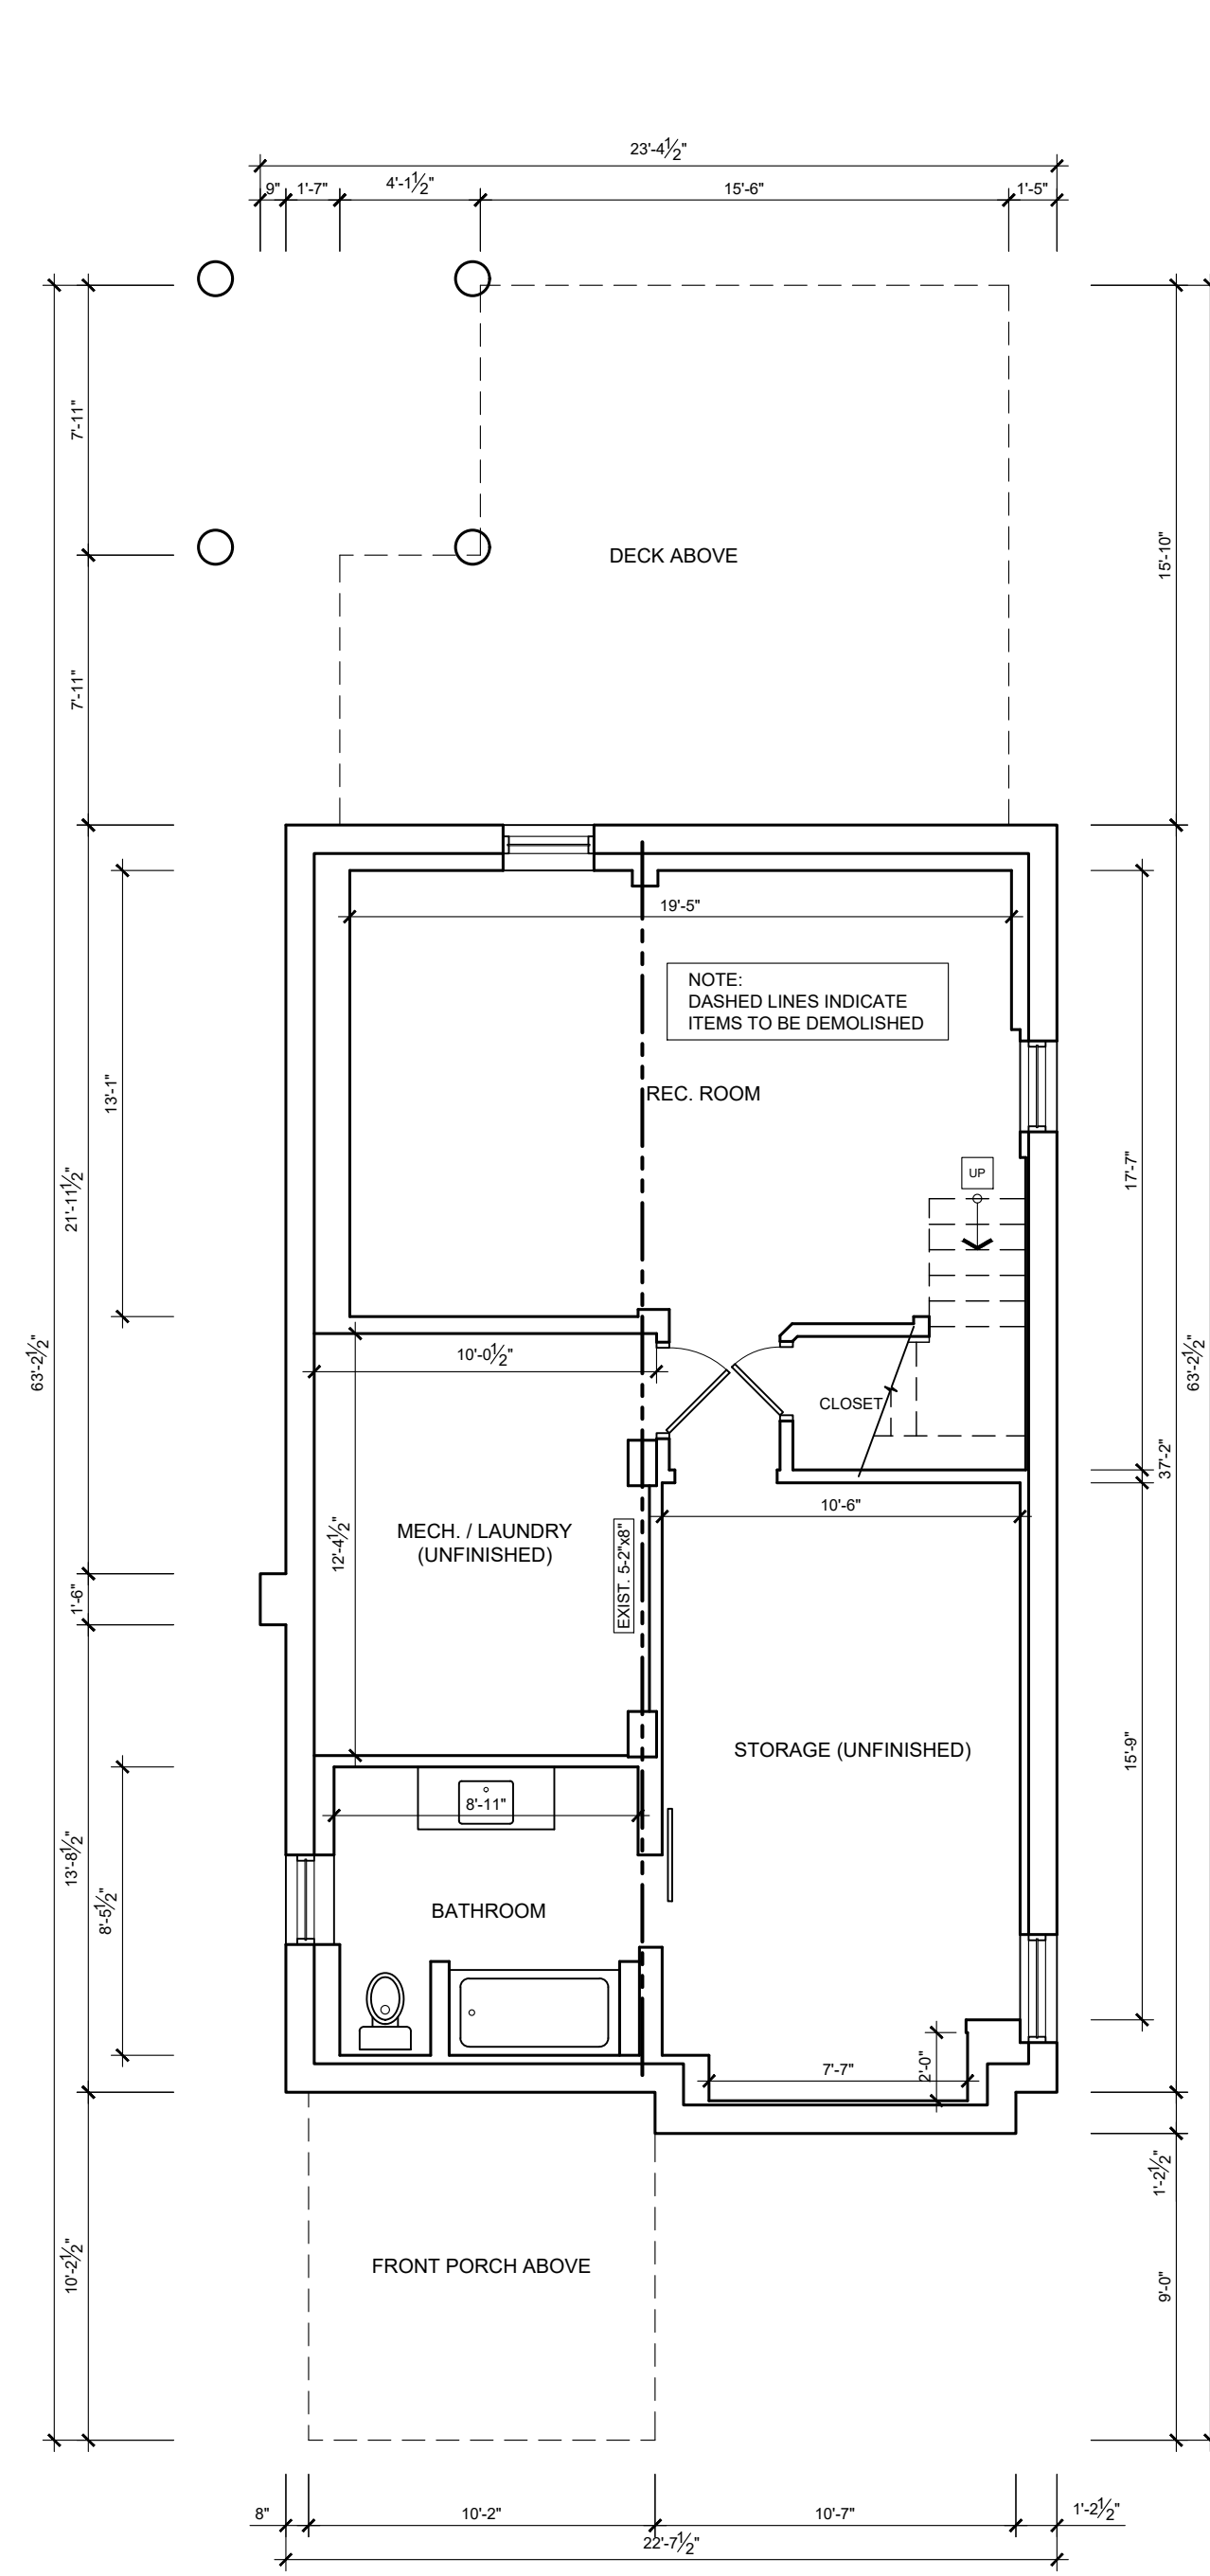 23'-4½"
9"
1'-7"
4'-1½"
15'-6"
1'-5"
7'-11"
DECK ABOVE
15'-10"
7'-11"
19'-5"
NOTE:
DASHED LINES INDICATE
ITEMS TO BE DEMOLISHED
REC. ROOM
13'-1"
21'-11½"
17'-7"
UP
63'-2½"
63'-2½"
10'-0½"
CLOSET
37'-2"
10'-6"
MECH. / LAUNDRY
(UNFINISHED)
12'-4½"
EXIST. 5-2"x8"
1'-6"
STORAGE (UNFINISHED)
15'-9"
8'-11"
13'-8½"
8'-5½"
BATHROOM
7'-7"
2'-0"
1'-2½"
FRONT PORCH ABOVE
10'-2½"
9'-0"
8"
10'-2"
10'-7"
1'-2½"
22'-7½"